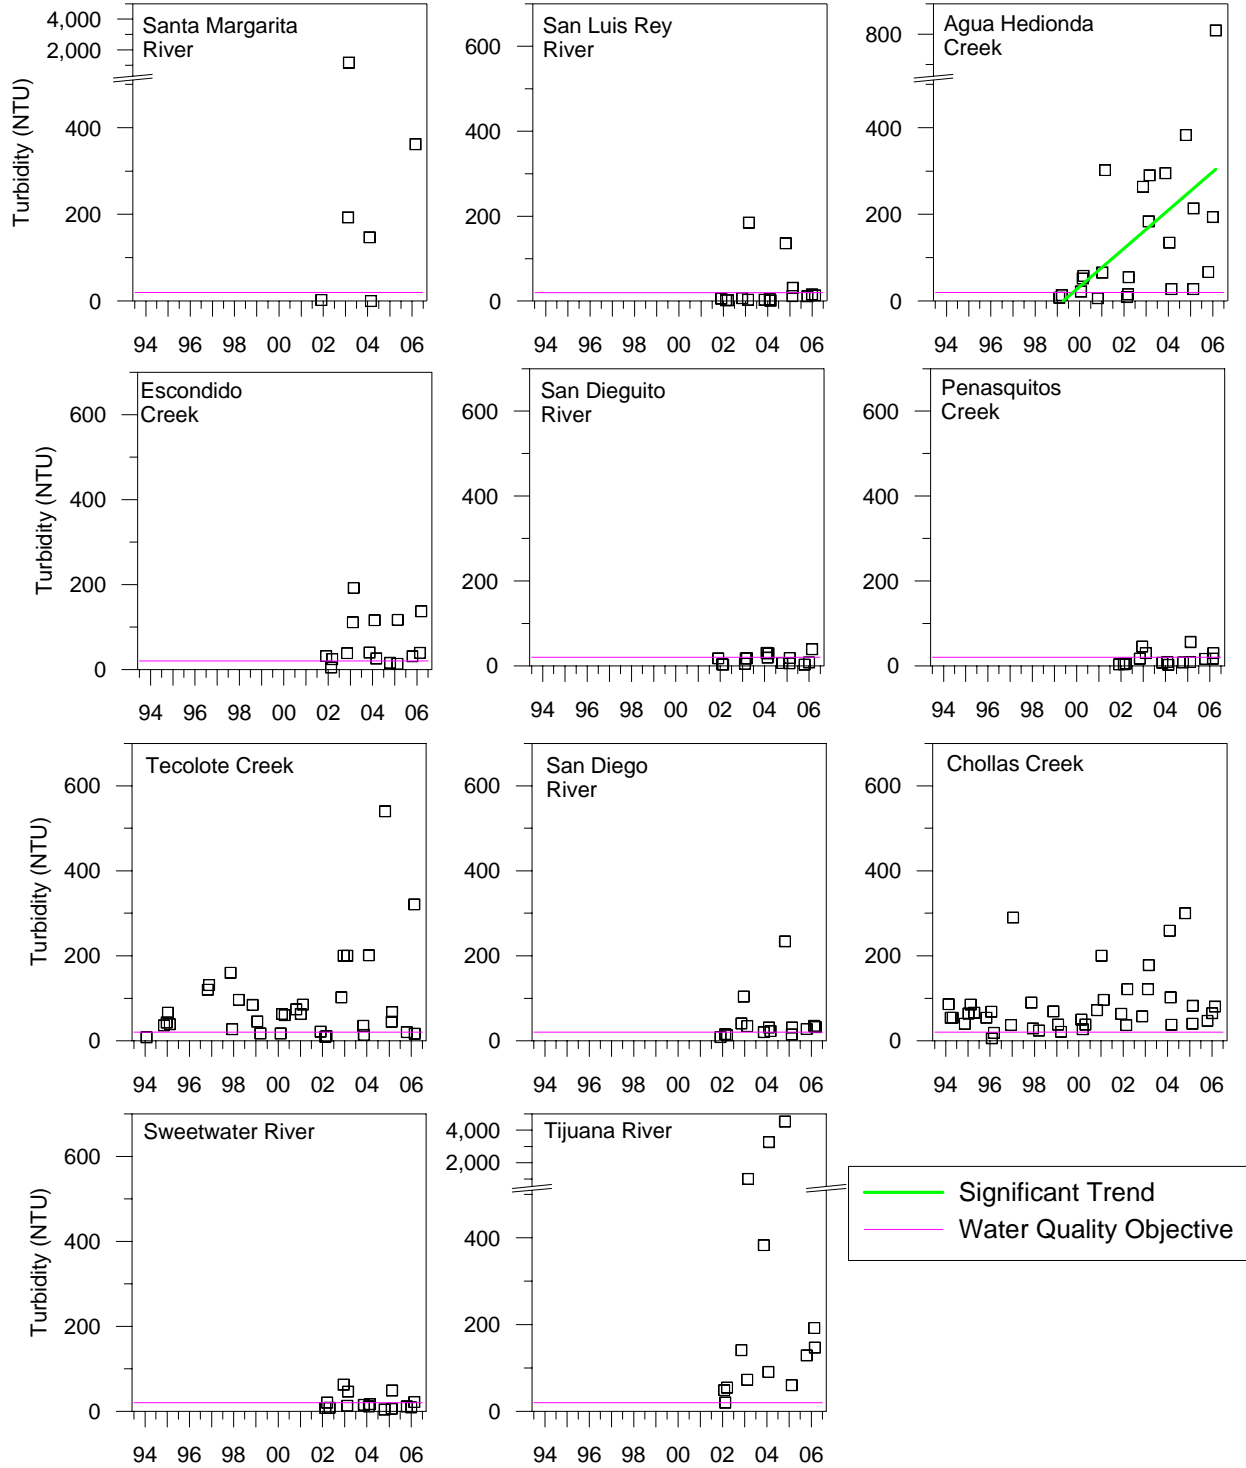 Santa Margarita
River
4,000
2,000
400
200
0
Turbidity (NTU)
94 96 98 00 02 04 06
San Luis Rey
River
600
400
200
0
94 96 98 00 02 04 06
Agua Hedionda
Creek
800
400
200
0
00 02 04 06
94 96 98
Escondido
Creek
600
400
200
0
Turbidity (NTU)
94 96 98 00 02 04 06
San Dieguito
River
600
400
200
0
94 96 98 00 02 04 06
Penasquitos
Creek
600
400
200
0
94 96 98 00 02 04 06
Tecolote Creek
600
400
200
0
Turbidity (NTU)
94 96 98 00 02 04 06
San Diego
River
600
400
200
0
94 96 98 00 02 04 06
Chollas Creek
600
400
200
0
94 96 98 00 02 04 06
Sweetwater River
600
400
200
0
Turbidity (NTU)
94 96 98 00 02 04 06
Tijuana River
4,000
2,000
400
200
0
94 96 98 00 02 04 06
Significant Trend
Water Quality Objective